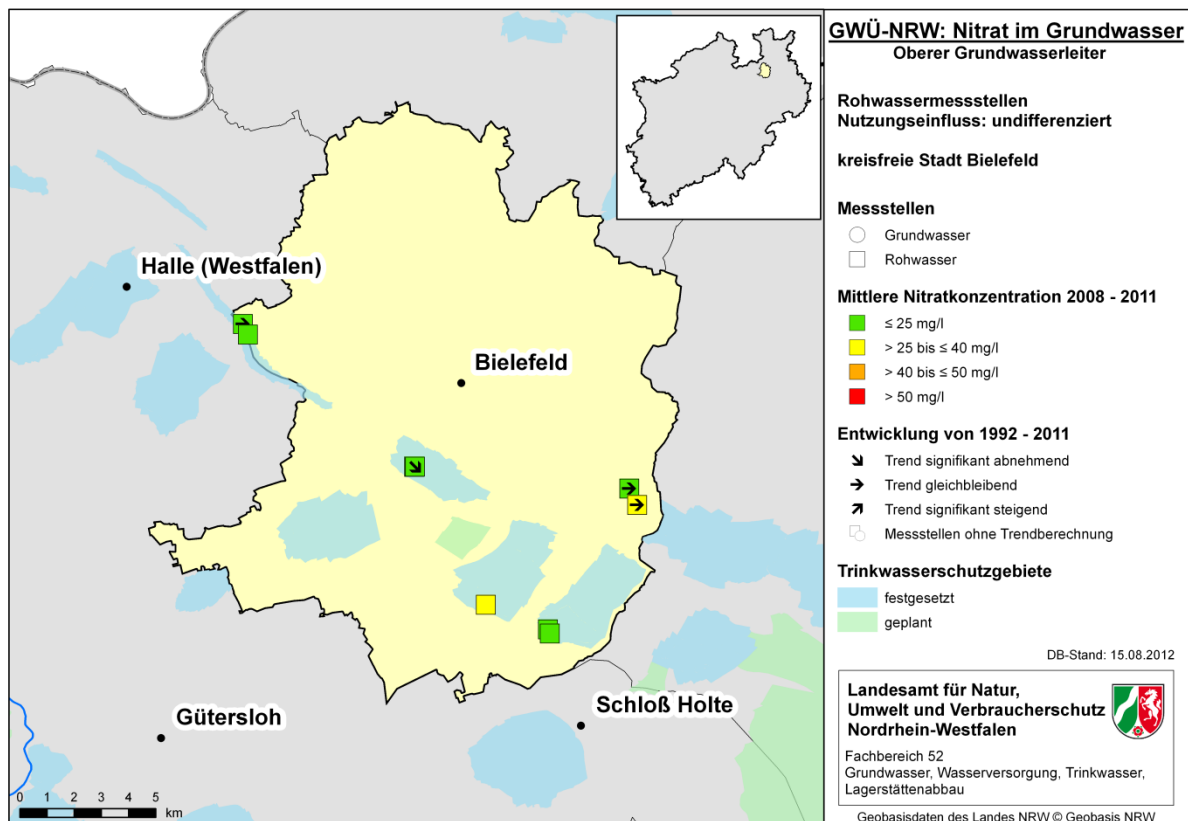 GWÜ-NRW: Nitrat im Grundwasser
Oberer Grundwasserleiter
Rohwassermessstellen
Nutzungseinfluss: undifferenziert
kreisfreie Stadt Bielefeld
Messstellen
Grundwasser
Rohwasser
Mittlere Nitratkonzentration 2008 - 2011
≤ 25 mg/l
> 25 bis ≤ 40 mg/l
> 40 bis ≤ 50 mg/l
> 50 mg/l
Entwicklung von 1992 - 2011
Trend signifikant abnehmend
Trend gleichbleibend
Trend signifikant steigend
Messstellen ohne Trendberechnung
Trinkwasserschutzgebiete
festgesetzt
geplant
DB-Stand: 15.08.2012
Landesamt für Natur,
Umwelt und Verbraucherschutz
Nordrhein-Westfalen
Fachbereich 52
Grundwasser, Wasserversorgung, Trinkwasser,
Lagerstättenabbau
Geobasisdaten des Landes NRW © Geobasis NRW
Halle (Westfalen)
Bielefeld
Gütersloh
Schloß Holte
0 1 2 3 4 5
km